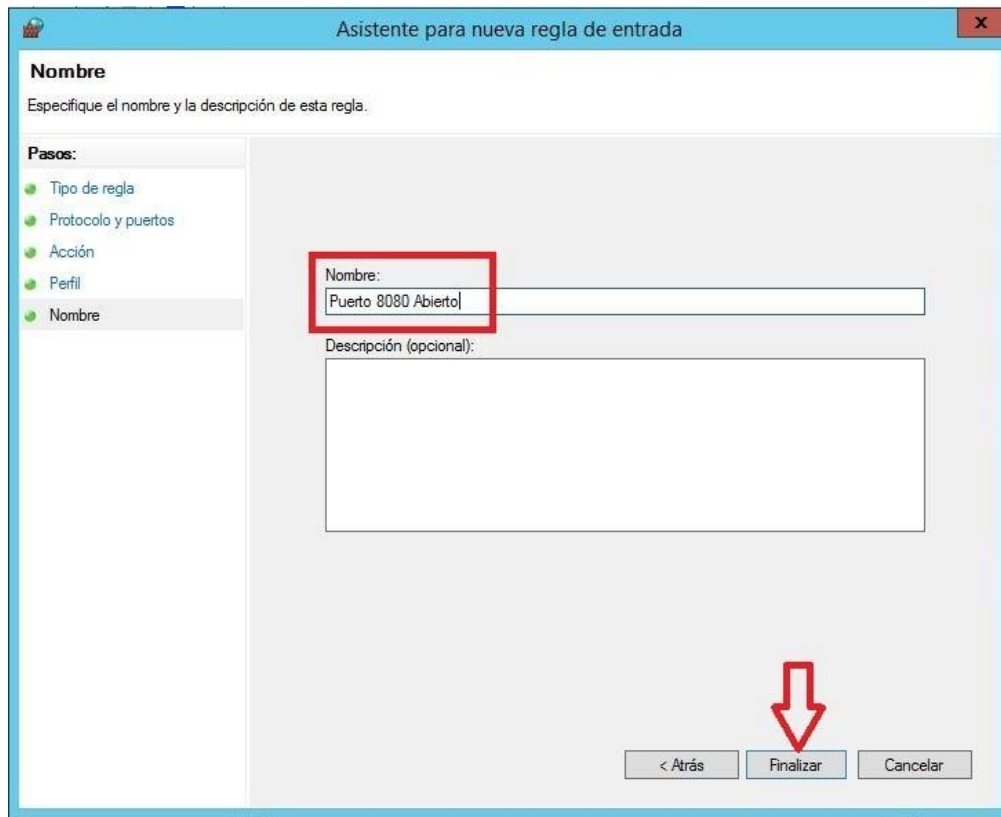 Asistente para nueva regla de entrada
x
Nombre
Especifique el nombre y la descripción de esta regla.
Pasos:
Tipo de regla
Protocolo y puertos
Acción
Perfil
Nombre
Nombre:
Puerto 8080 Abierto
Descripción (opcional):
< Atrás
Finalizar
Cancelar